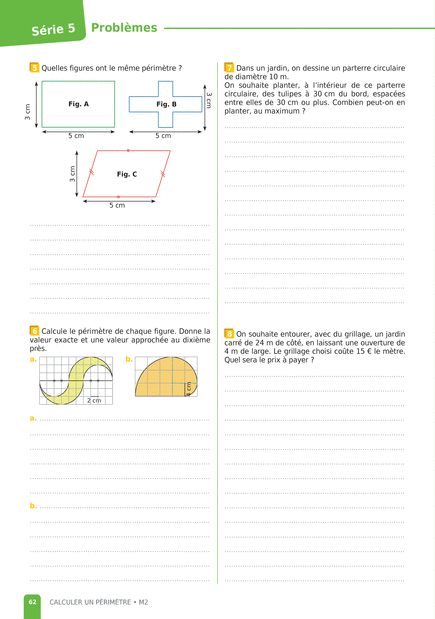 Série 5
Problèmes
5 Quelles figures ont le même périmètre ?
3 cm
Fig. A
5 cm
Fig. B
3 cm
5 cm
3 cm
Fig. C
5 cm
6 Calcule le périmètre de chaque figure. Donne la
valeur exacte et une valeur approchée au dixième
près.
a.
2 cm
b.
4 cm
a.
b.
7 Dans un jardin, on dessine un parterre circulaire
de diamètre 10 m.
On souhaite planter, à l'intérieur de ce parterre
circulaire, des tulipes à 30 cm du bord, espacées
entre elles de 30 cm ou plus. Combien peut-on en
planter, au maximum ?
8 On souhaite entourer, avec du grillage, un jardin
carré de 24 m de côté, en laissant une ouverture de
4 m de large. Le grillage choisi coûte 15 € le mètre.
Quel sera le prix à payer ?
62 CALCULER UN PÉRIMÈTRE • M2